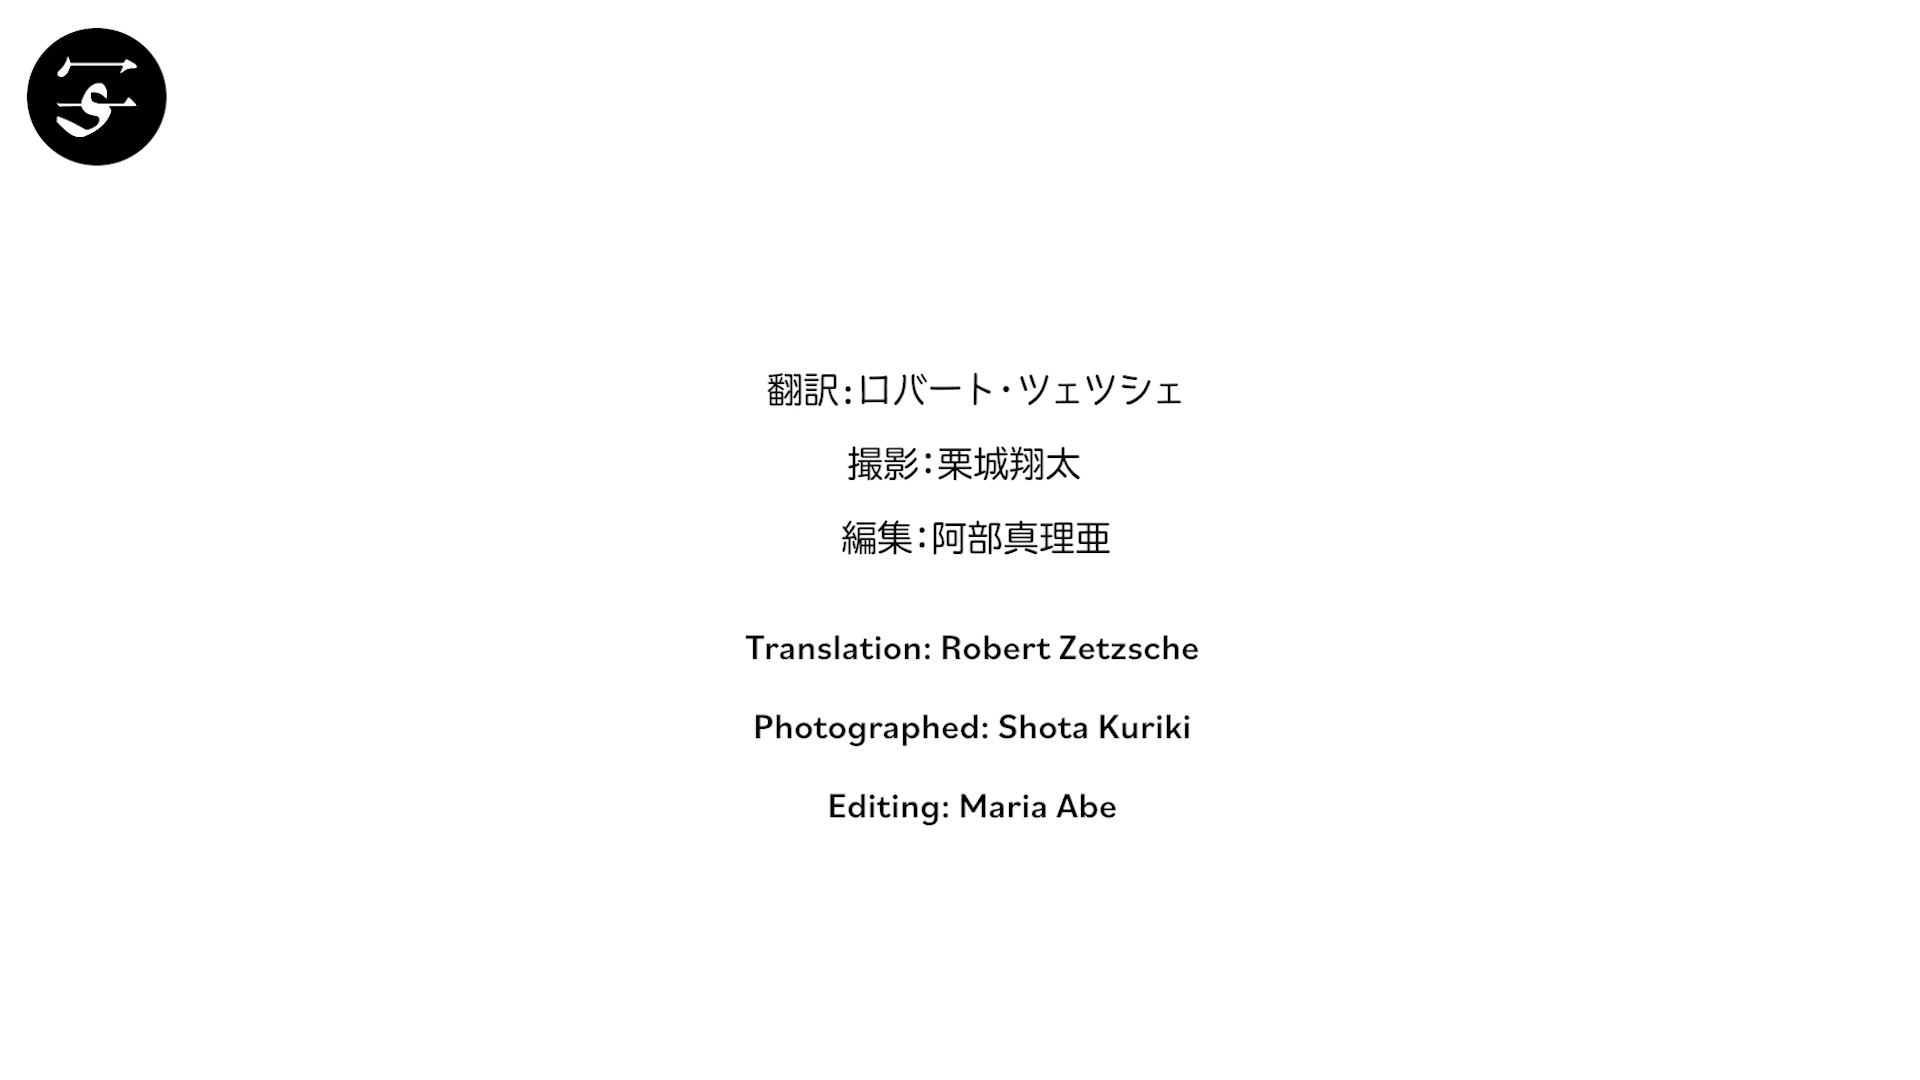 翻訳:ロバート・ツェツシェ
撮影:栗城翔太
編集:阿部真理亜
Translation: Robert Zetzsche
Photographed: Shota Kuriki
Editing: Maria Abe